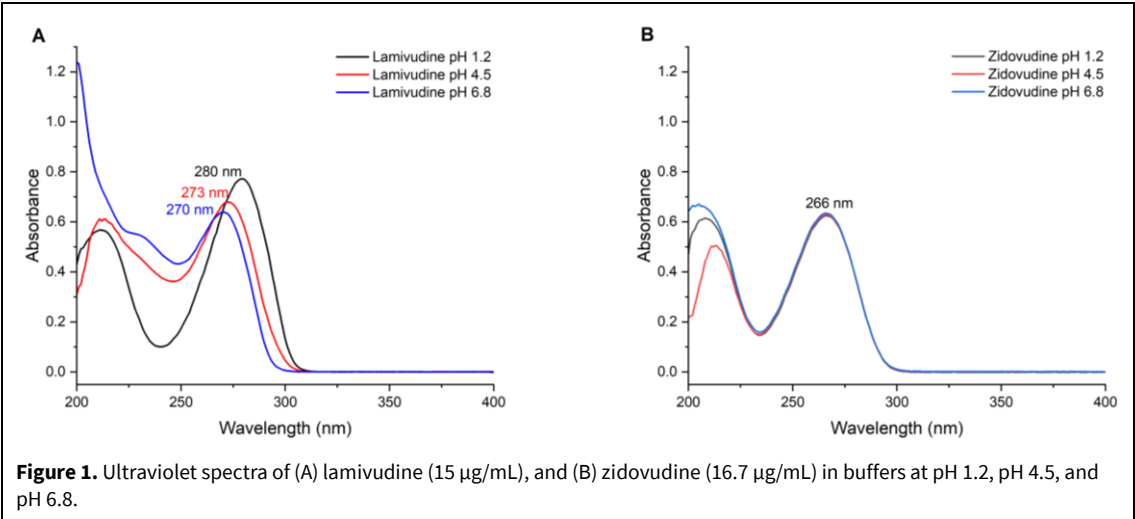 A
Lamivudine pH 1.2
Lamivudine pH 4.5
Lamivudine pH 6.8
280 nm
273 nm
270 nm
Absorbance
1.2
1.0
0.8
0.6
0.4
0.2
0.0
200 250 300 350 400
Wavelength (nm)
B
Zidovudine pH 1.2
Zidovudine pH 4.5
Zidovudine pH 6.8
266 nm
Absorbance
1.2
1.0
0.8
0.6
0.4
0.2
0.0
200 250 300 350 400
Wavelength (nm)
Figure 1. Ultraviolet spectra of (A) lamivudine (15 µg/mL), and (B) zidovudine (16.7 µg/mL) in buffers at pH 1.2, pH 4.5, and
pH 6.8.